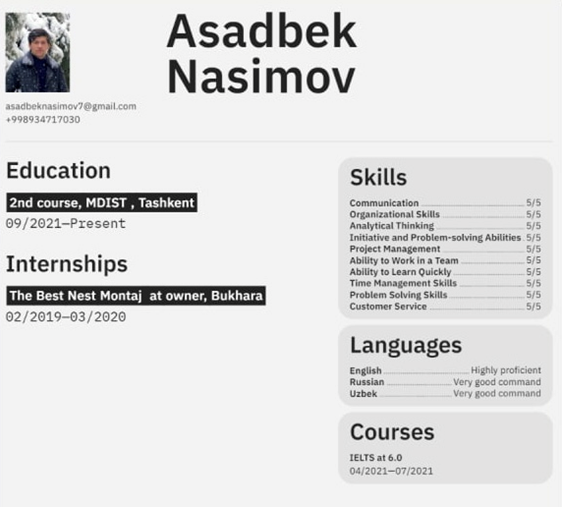 Asadbek
Nasimov
asadbeknasimov7@gmail.com
+998934717030
Education
2nd course, MDIST , Tashkent
09/2021—Present
Internships
The Best Nest Montaj at owner, Bukhara
02/2019—03/2020
Skills
Communication 5/5
Organizational Skills 5/5
Analytical Thinking 5/5
Initiative and Problem-solving Abilities 5/5
Project Management 5/5
Ability to Work in a Team 5/5
Ability to Learn Quickly 5/5
Time Management Skills 5/5
Problem Solving Skills 5/5
Customer Service 5/5
Languages
English Highly proficient
Russian Very good command
Uzbek Very good command
Courses
IELTS at 6.0
04/2021—07/2021